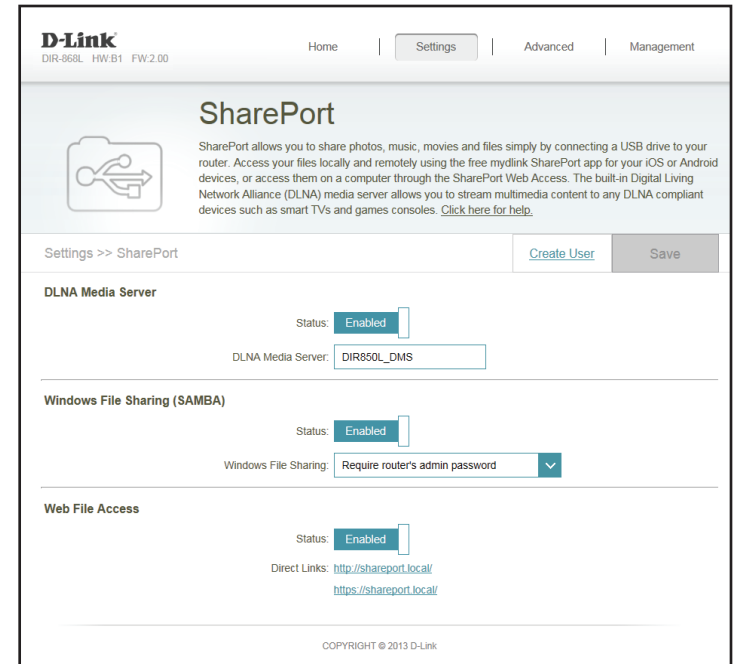 D-Link
DIR-868L HW:B1 FW:2.00
Home
Settings
Advanced
Management
SharePort
SharePort allows you to share photos, music, movies and files simply by connecting a USB drive to your
router. Access your files locally and remotely using the free mydlink SharePort app for your iOS or Android
devices, or access them on a computer through the SharePort Web Access. The built-in Digital Living
Network Alliance (DLNA) media server allows you to stream multimedia content to any DLNA compliant
devices such as smart TVs and games consoles. Click here for help.
Settings >> SharePort
Create User
Save
DLNA Media Server
Status: Enabled
DLNA Media Server: DIR850L_DMS
Windows File Sharing (SAMBA)
Status: Enabled
Windows File Sharing: Require router's admin password
Web File Access
Status: Enabled
Direct Links: http://shareport.local/
https://shareport.local/
COPYRIGHT © 2013 D-Link